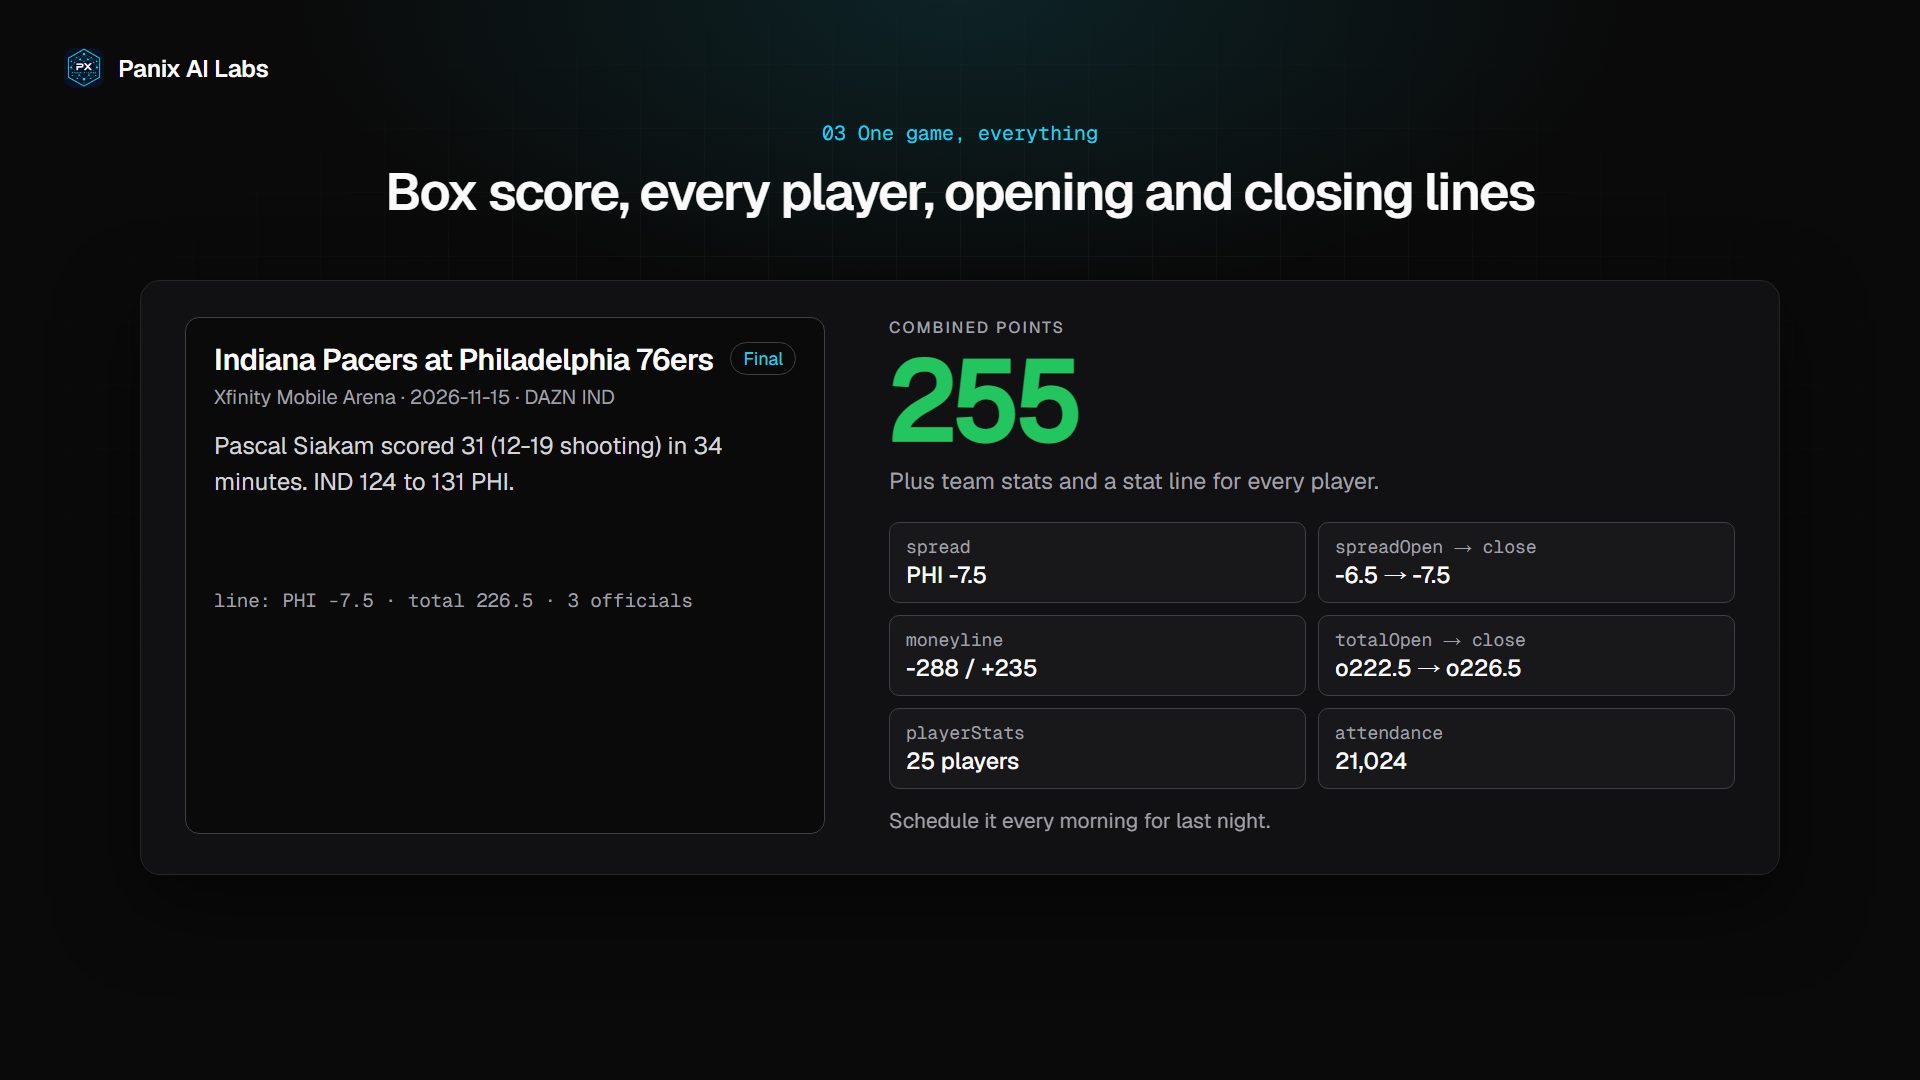 PX
Panix AI Labs
03 One game, everything
Box score, every player, opening and closing lines
Indiana Pacers at Philadelphia 76ers
Final
Xfinity Mobile Arena · 2026-11-15 · DAZN IND
Pascal Siakam scored 31 (12-19 shooting) in 34
minutes. IND 124 to 131 PHI.
line: PHI -7.5 · total 226.5 · 3 officials
COMBINED POINTS
255
Plus team stats and a stat line for every player.
spread
PHI -7.5
spreadOpen → close
-6.5 → -7.5
moneyline
-288 / +235
totalOpen → close
o222.5 → o226.5
playerStats
25 players
attendance
21,024
Schedule it every morning for last night.